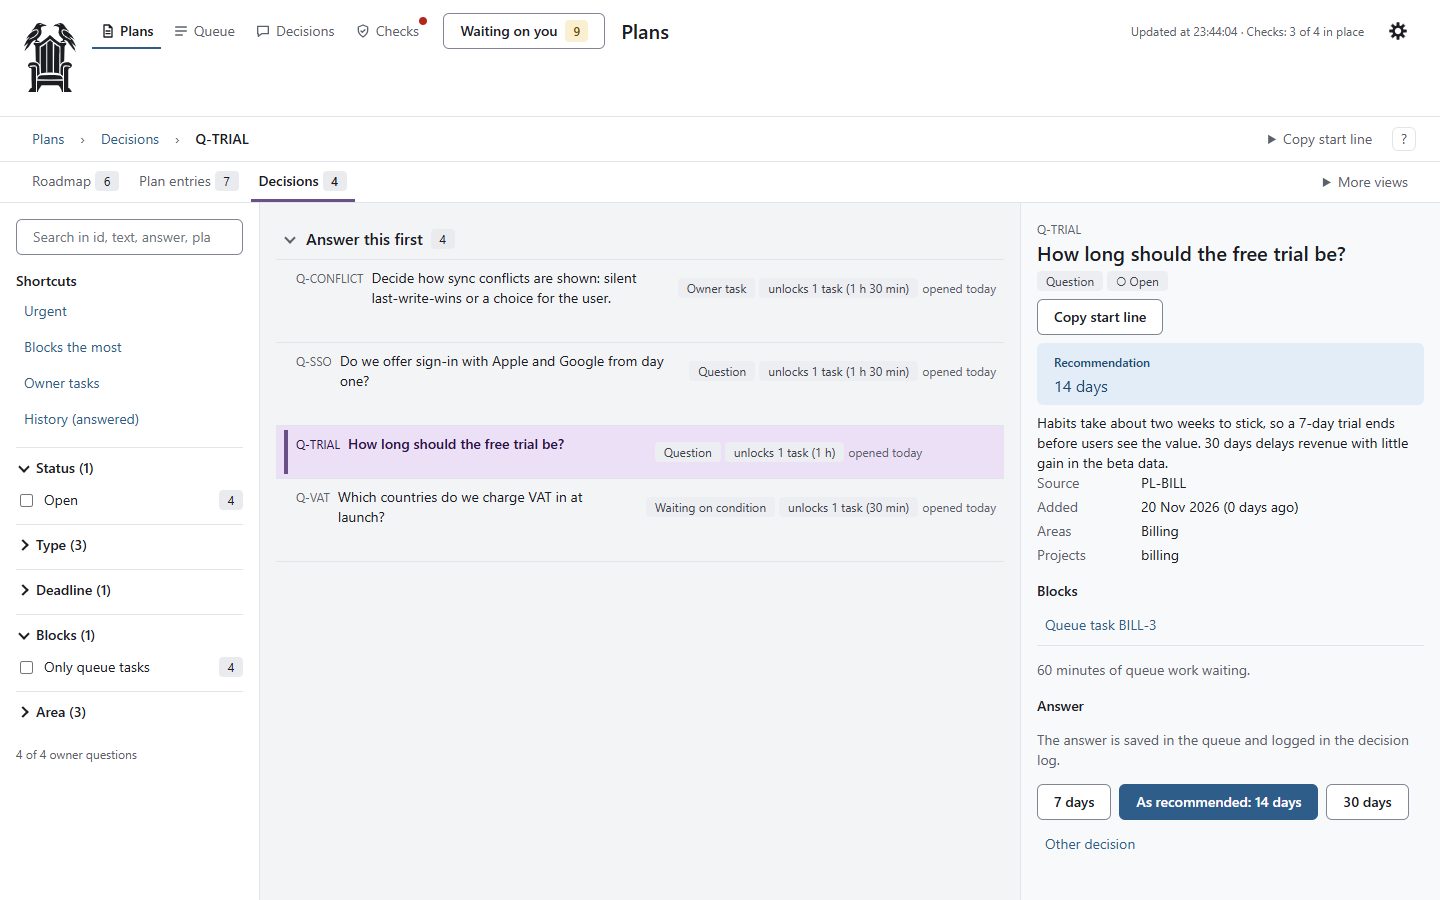 Plans
Queue
Decisions
Checks
Waiting on you 9
Plans
Updated at 23:44:04 · Checks: 3 of 4 in place
Plans › Decisions › Q-TRIAL
Copy start line
?
Roadmap 6
Plan entries 7
Decisions 4
More views
Search in id, text, answer, pla
Shortcuts
Urgent
Blocks the most
Owner tasks
History (answered)
Status (1)
Open 4
Type (3)
Deadline (1)
Blocks (1)
Only queue tasks 4
Area (3)
4 of 4 owner questions
Answer this first 4
Q-CONFLICT Decide how sync conflicts are shown: silent
last-write-wins or a choice for the user.
Owner task unlocks 1 task (1 h 30 min) opened today
Q-SSO Do we offer sign-in with Apple and Google from day
one?
Question unlocks 1 task (1 h 30 min) opened today
Q-TRIAL How long should the free trial be?
Question unlocks 1 task (1 h) opened today
Q-VAT Which countries do we charge VAT in at
launch?
Waiting on condition unlocks 1 task (30 min) opened today
Q-TRIAL
How long should the free trial be?
Question Open
Copy start line
Recommendation
14 days
Habits take about two weeks to stick, so a 7-day trial ends
before users see the value. 30 days delays revenue with little
gain in the beta data.
Source PL-BILL
Added 20 Nov 2026 (0 days ago)
Areas Billing
Projects billing
Blocks
Queue task BILL-3
60 minutes of queue work waiting.
Answer
The answer is saved in the queue and logged in the decision
log.
7 days
As recommended: 14 days
30 days
Other decision